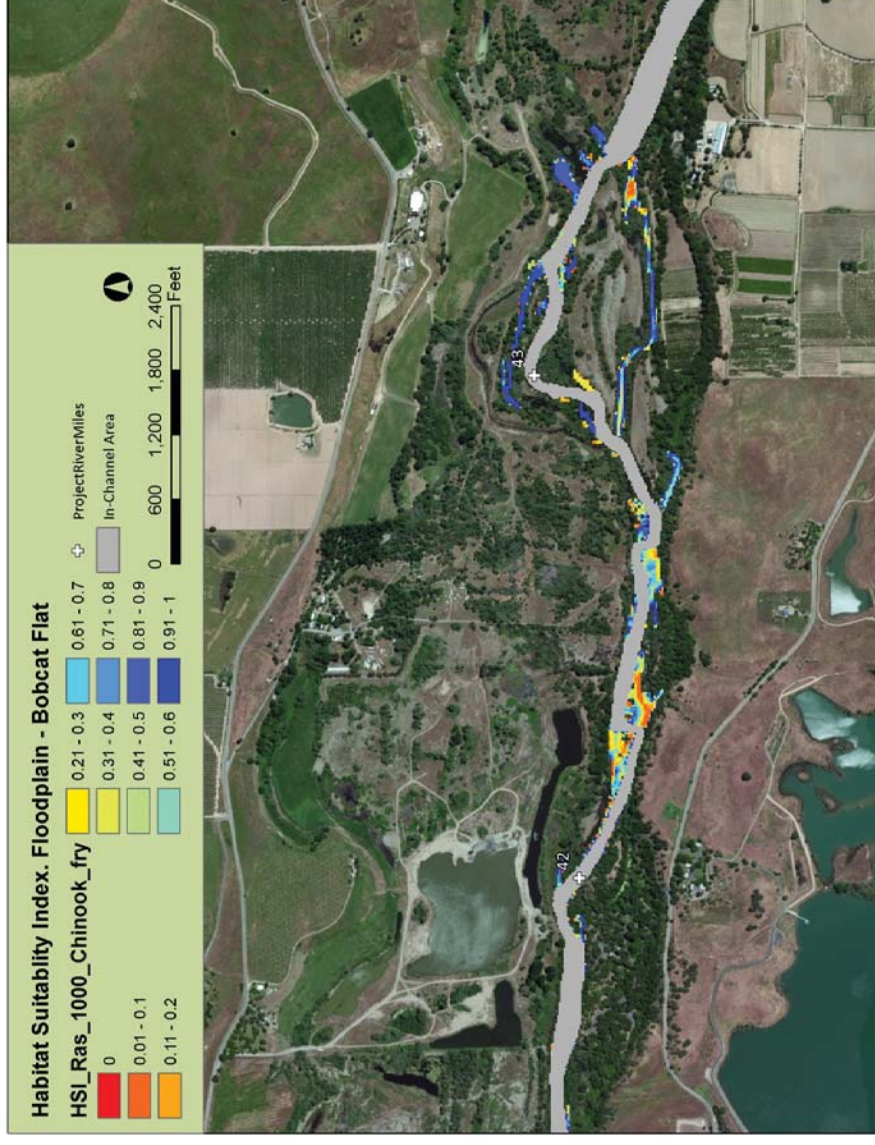 Habitat Suitablity Index. Floodplain - Bobcat Flat
HSI_Ras_1000_Chinook_fry
0
0.01 - 0.1
0.11 - 0.2
0.21 - 0.3
0.31 - 0.4
0.41 - 0.5
0.51 - 0.6
0.61 - 0.7
0.71 - 0.8
0.81 - 0.9
0.91 - 1
ProjectRiverMiles
In-Channel Area
0 600 1,200 1,800 2,400
Feet
42
43